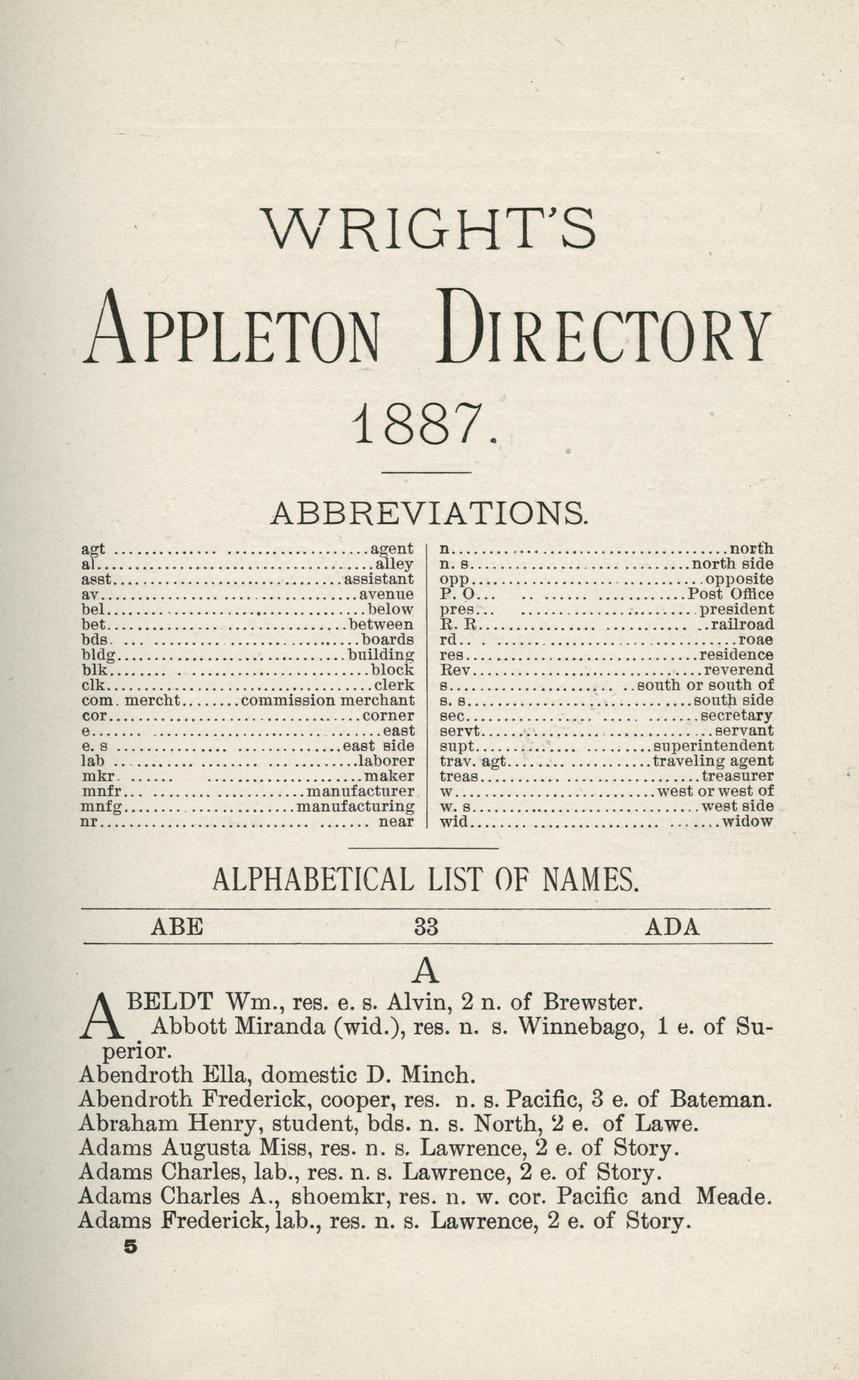 WRIGHT'S
APPLETON DIRECTORY
1887.
ABBREVIATIONS.
agt .................................agent
al...................................alley
asst.............................assistant
av.................................avenue
bel.................................below
bet..............................between
bds. ..............................boards
bldg.............................building
blk.................................block
clk..................................clerk
com. mercht.......commission merchant
cor................................corner
e.....................................east
e. s ............................east side
lab ..............................laborer
mkr. ..............................maker
mnfr... ......................manufacturer
mnfg......................manufacturing
nr................................. near
n...................................north
n. s............................north side
opp..............................opposite
P. O... .. ...................Post Office
pres... .......................president
R. R............................railroad
rd.. . ..............................roae
res.............................residence
Rev..............................reverend
s........................south or south of
s. s............................south side
sec..............................secretary
servt.............................servant
supt......................superintendent
trav. agt..................traveling agent
treas............................treasurer
w..........................west or west of
w. s.............................west side
wid................................widow
ALPHABETICAL LIST OF NAMES.
ABE 33 ADA
A
ABELDT Wm., res. e. s. Alvin, 2 n. of Brewster.
Abbott Miranda (wid.), res. n. s. Winnebago, 1 e. of Su-
perior.
Abendroth Ella, domestic D. Minch.
Abendroth Frederick, cooper, res. n. s. Pacific, 3 e. of Bateman.
Abraham Henry, student, bds. n. s. North, 2 e. of Lawe.
Adams Augusta Miss, res. n. s. Lawrence, 2 e. of Story.
Adams Charles, lab., res. n. s. Lawrence, 2 e. of Story.
Adams Charles A., shoemkr, res. n. w. cor. Pacific and Meade.
Adams Frederick, lab., res. n. s. Lawrence, 2 e. of Story.
5